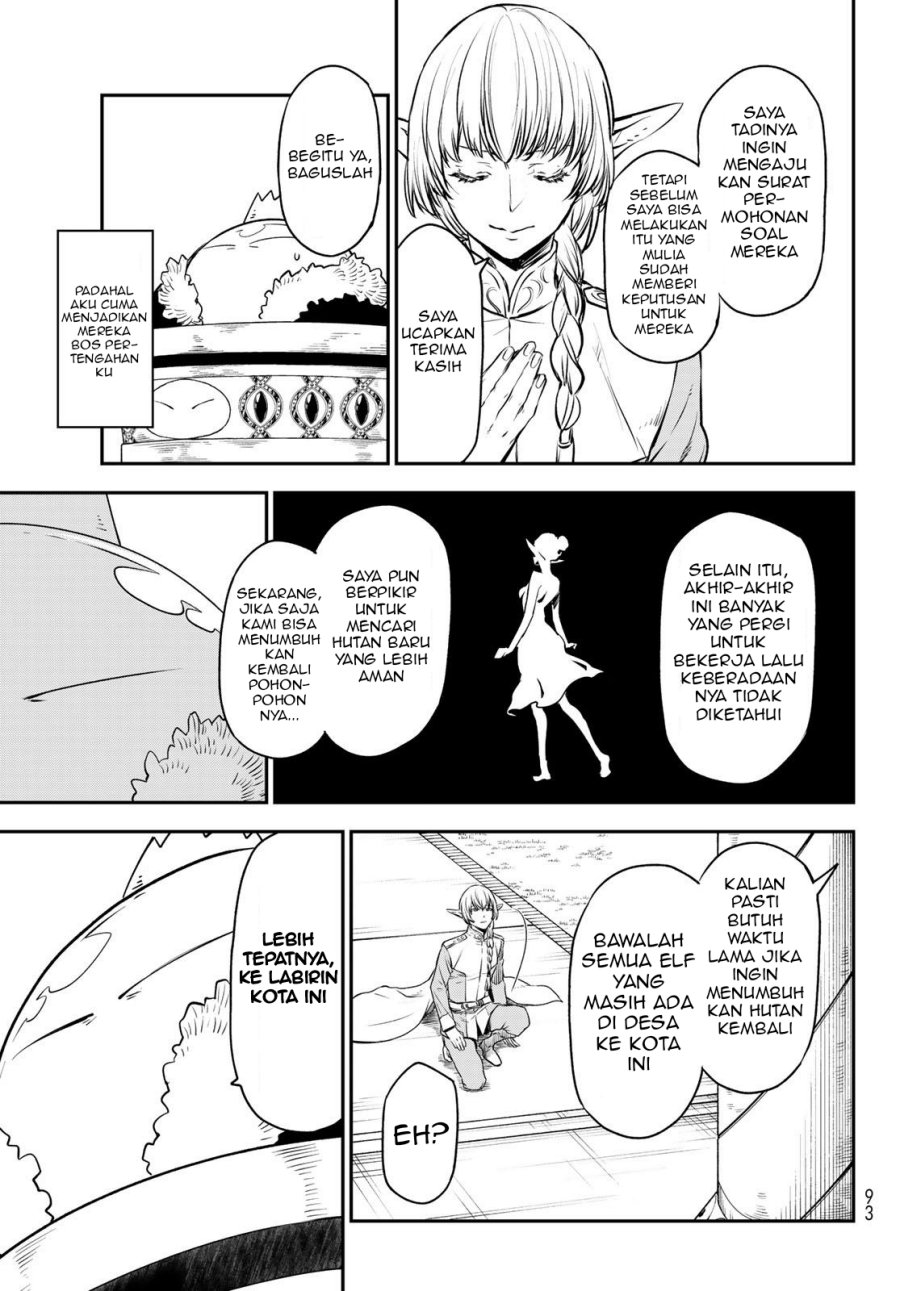 SAYA
TADINYA
INGIN
MENGAJU
KAN SURAT
PER-
MOHONAN
SOAL
MEREKA
TETAPI
SEBELUM
SAYA BISA
MELAKUKAN
ITU YANG
MULIA
SUDAH
MEMBERI
KEPUTUSAN
UNTUK
MEREKA
SAYA
UCAPKAN
TERIMA
KASIH
BE-
BEGITU YA,
BAGUSLAH
PADAHAL
AKU CUMA
MENJADIKAN
MEREKA
BOS PER-
TENGAHAN
KU
SELAIN ITU,
AKHIR-AKHIR
INI BANYAK
YANG PERGI
UNTUK
BEKERJA LALU
KEBERADAAN
NYA TIDAK
DIKETAHUI
SAYA PUN
BERPIKIR
UNTUK
MENCARI
HUTAN BARU
YANG LEBIH
AMAN
SEKARANG,
JIKA SAJA
KAMI BISA
MENUMBUH
KAN
KEMBALI
POHON-
POHON
NYA...
KALIAN
PASTI
BUTUH
WAKTU
LAMA JIKA
INGIN
MENUMBUH
KAN HUTAN
KEMBALI
BAWALAH
SEMUA ELF
YANG
MASIH ADA
DI DESA
KE KOTA
INI
EH?
LEBIH
TEPATNYA,
KE LABIRIN
KOTA INI
93